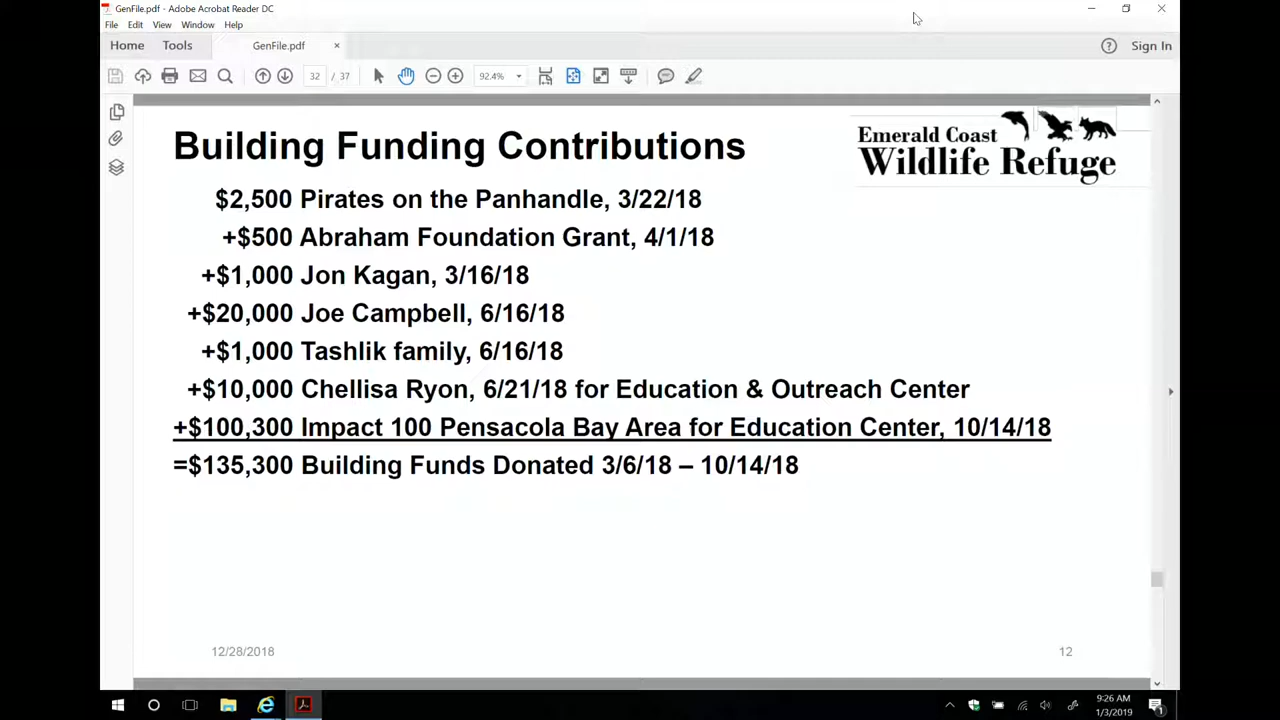 GenFile.pdf - Adobe Acrobat Reader DC
File Edit View Window Help
Home Tools GenFile.pdf × Sign In
32 / 37 92.4%
Building Funding Contributions
Emerald Coast
Wildlife Refuge
$2,500 Pirates on the Panhandle, 3/22/18
+$500 Abraham Foundation Grant, 4/1/18
+$1,000 Jon Kagan, 3/16/18
+$20,000 Joe Campbell, 6/16/18
+$1,000 Tashlik family, 6/16/18
+$10,000 Chellisa Ryon, 6/21/18 for Education & Outreach Center
+$100,300 Impact 100 Pensacola Bay Area for Education Center, 10/14/18
=$135,300 Building Funds Donated 3/6/18 – 10/14/18
12/28/2018 12
9:26 AM
1/3/2019